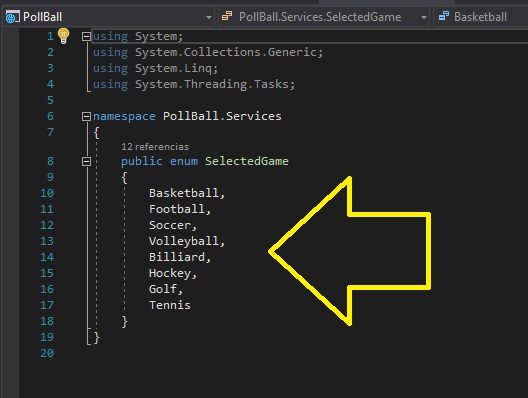 PollBall PollBall.Services.SelectedGame Basketball
1 using System;
2 using System.Collections.Generic;
3 using System.Linq;
4 using System.Threading.Tasks;
5
6 namespace PollBall.Services
7 {
12 referencias
8 public enum SelectedGame
9 {
10 Basketball,
11 Football,
12 Soccer,
13 Volleyball,
14 Billiard,
15 Hockey,
16 Golf,
17 Tennis
18 }
19 }
20